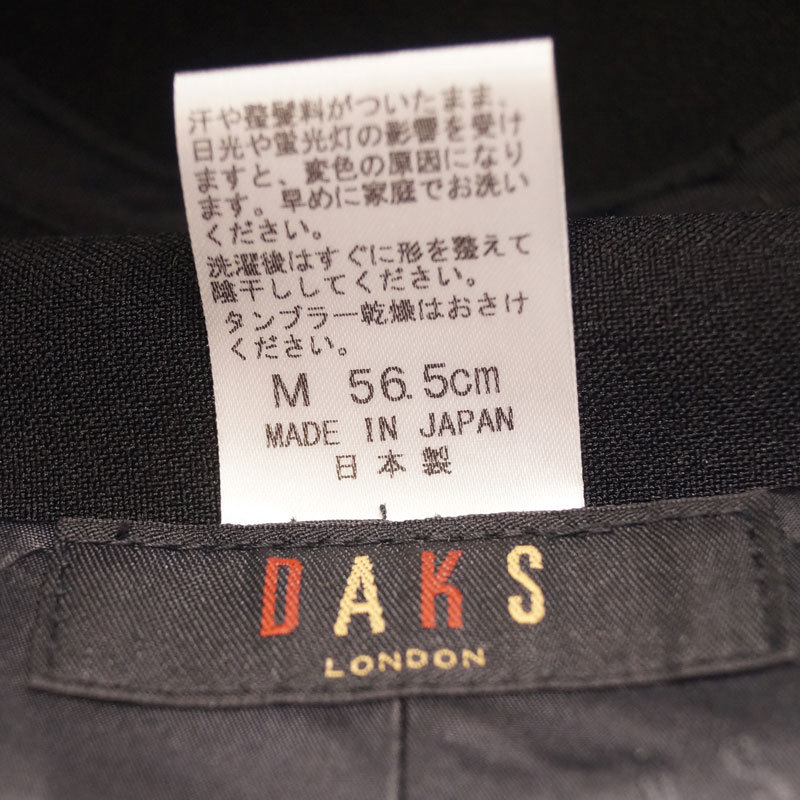 汗や整髪料がついたまま、
日光や蛍光灯の影響を受け
ますと、変色の原因になり
ます。早めに家庭でお洗い
ください。
洗濯後はすぐに形を整えて
陰干ししてください。
タンブラー乾燥はおさけ
ください。
M 56.5cm
MADE IN JAPAN
日本製
DAKS
LONDON